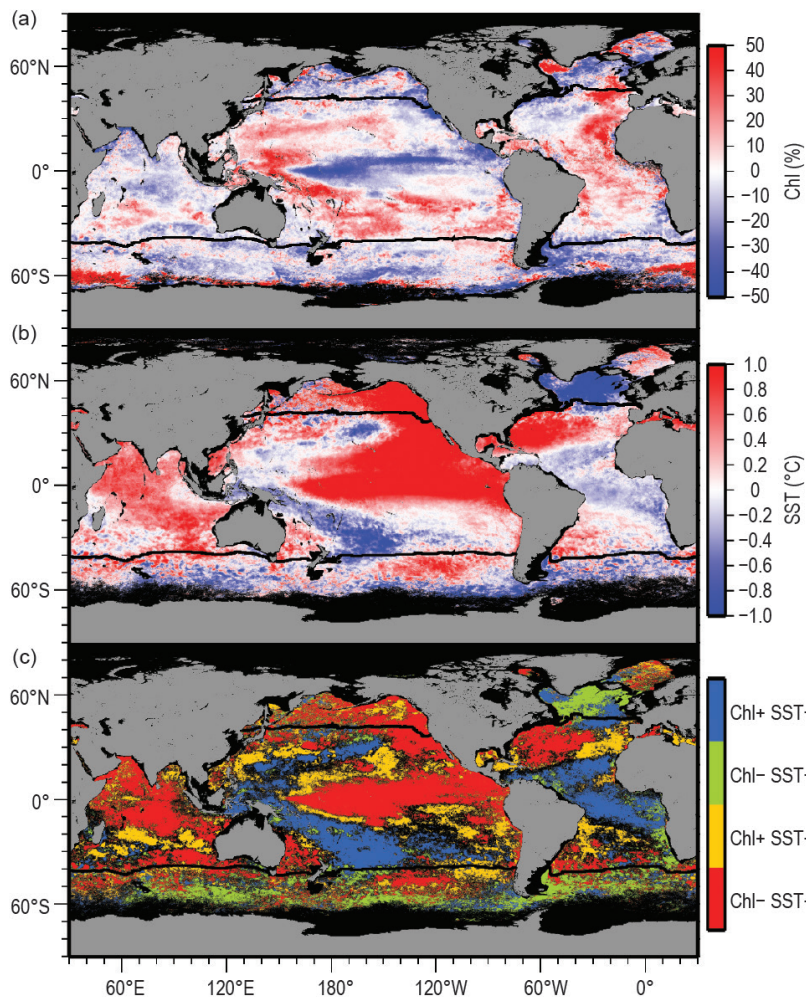 (a)
60°N
0°
60°S
50
40
30
20
10
0
−10
−20
−30
−40
−50
Chl (%)
(b)
60°N
0°
60°S
1.0
0.8
0.6
0.4
0.2
0
−0.2
−0.4
−0.6
−0.8
−1.0
SST (°C)
(c)
60°N
0°
60°S
Chl+ SST-
Chl− SST-
Chl+ SST-
Chl− SST-
60°E
120°E
180°
120°W
60°W
0°